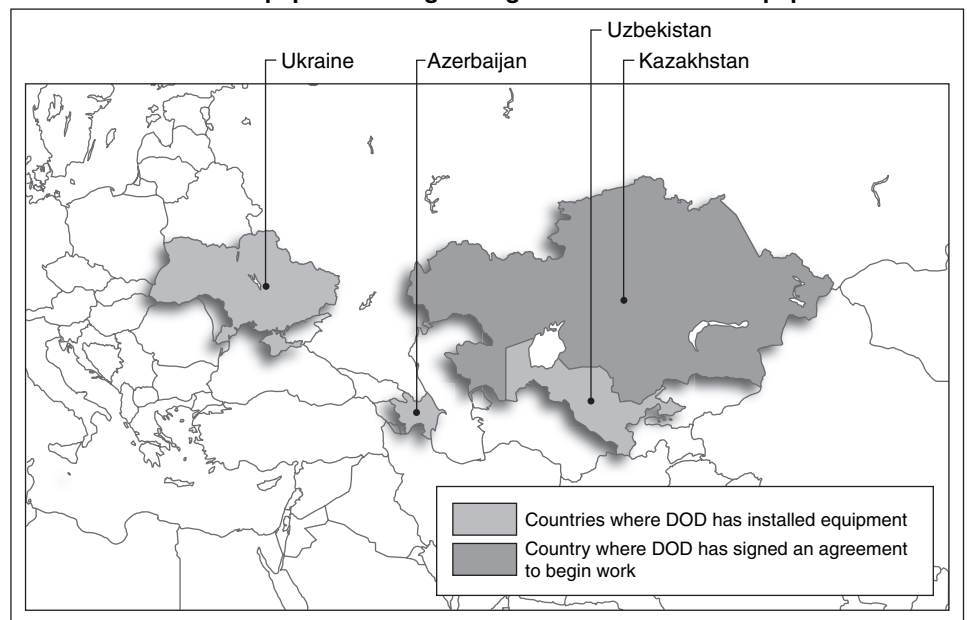 Uzbekistan
Ukraine
Azerbaijan
Kazakhstan
Countries where DOD has installed equipment
Country where DOD has signed an agreement
to begin work